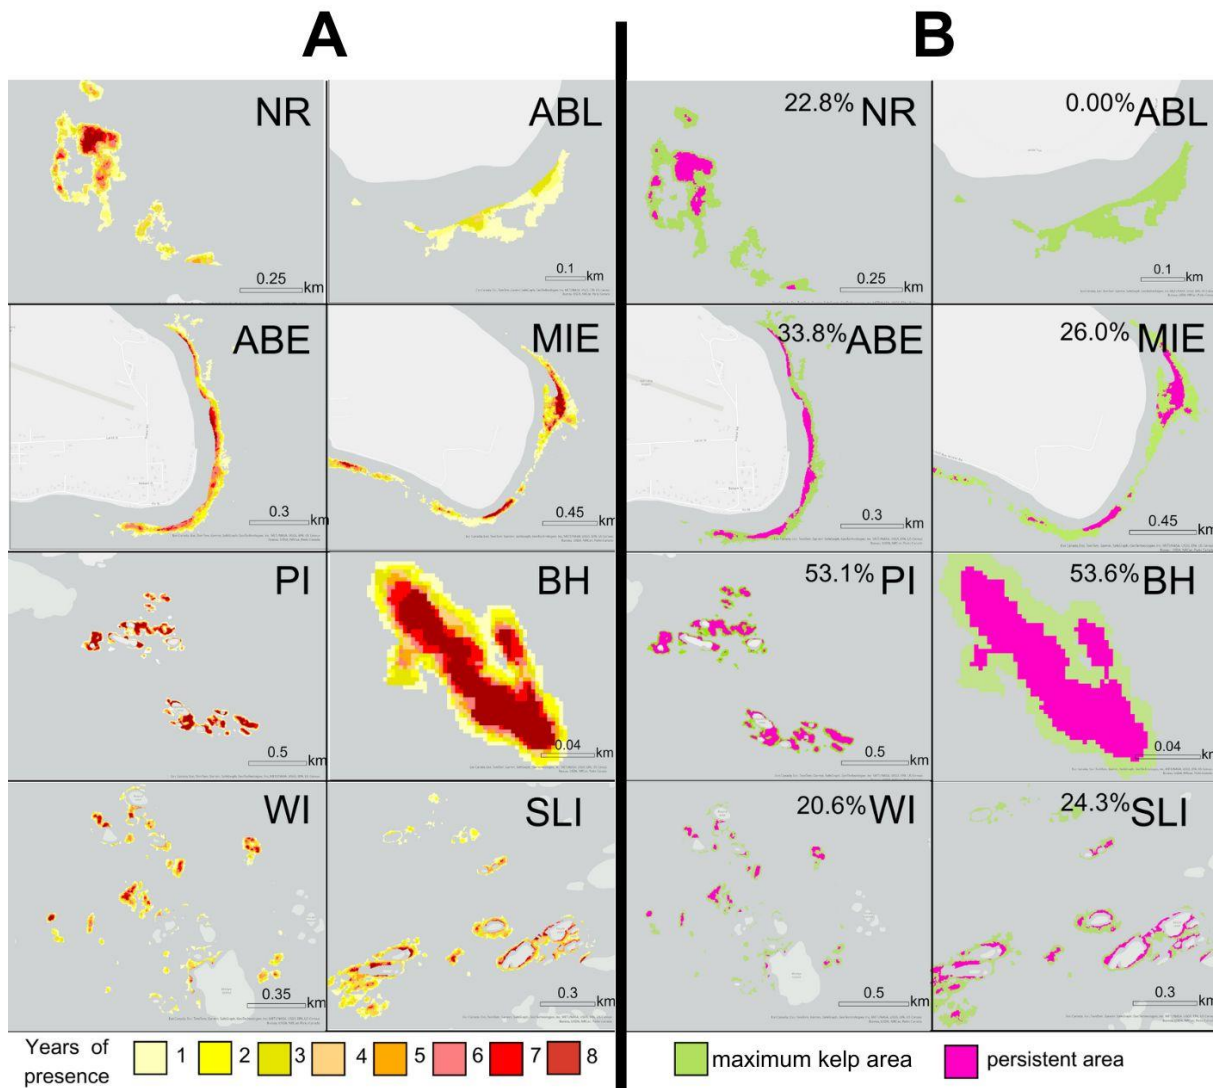 A
B
NR
ABL
22.8% NR
0.00% ABL
0.25 km
0.1 km
0.25 km
0.1 km
ABE
MIE
33.8% ABE
26.0% MIE
0.3 km
0.45 km
0.3 km
0.45 km
PI
BH
53.1% PI
53.6% BH
0.5 km
0.04 km
0.5 km
0.04 km
WI
SLI
20.6% WI
24.3% SLI
0.35 km
0.3 km
0.5 km
0.3 km
Years of
presence
1 2 3 4 5 6 7 8
maximum kelp area
persistent area